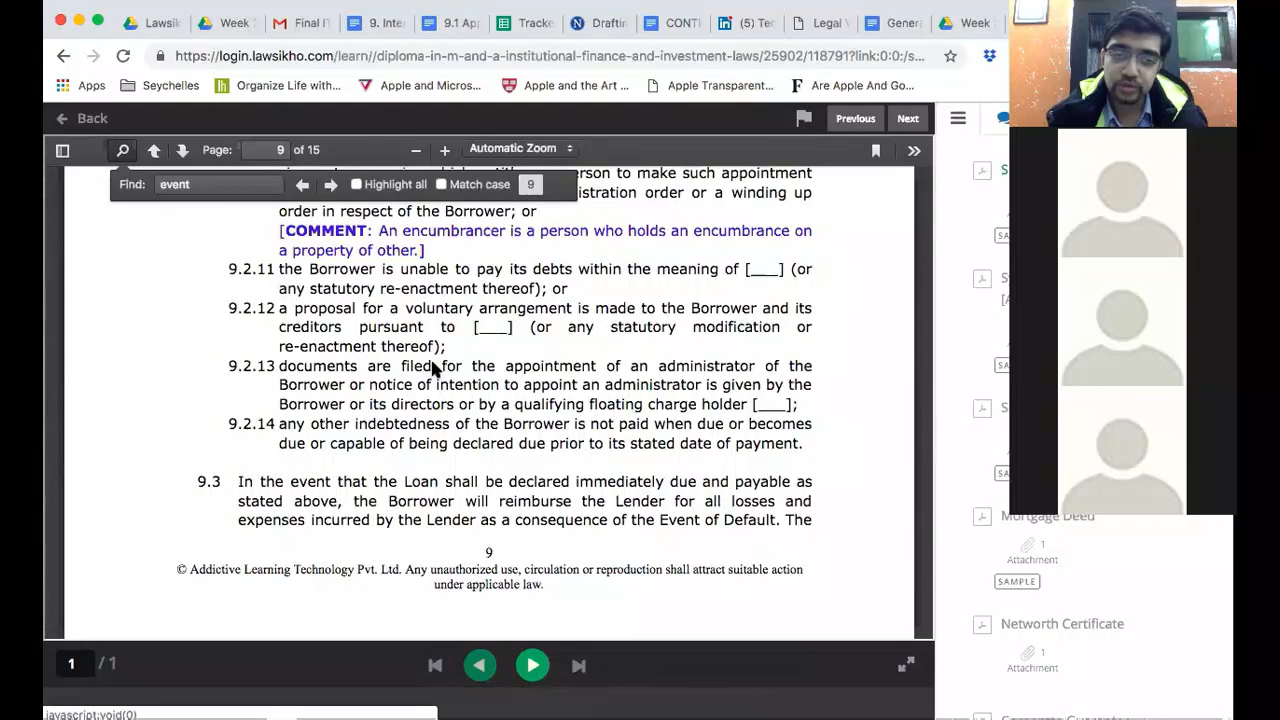 Lawsik
Week
Final I
9. Inte
9.1 App
Tracke
Draftin
CONT
(5) Tec
Legal V
Genera
Week
https://login.lawsikho.com/learn//diploma-in-m-and-a-institutional-finance-and-investment-laws/25902/118791?link:0:0:/s...
Apps
Seychelles
Organize Life with...
Apple and Micros...
Apple and the Art ...
Apple Transparent...
Are Apple And Go...
Back
Previous
Next
Page: 9 of 15
Automatic Zoom
Find: event
Highlight all
Match case
9
erson to make such appointment
istration order or a winding up
order in respect of the Borrower; or
[COMMENT: An encumbrancer is a person who holds an encumbrance on
a property of other.]
9.2.11 the Borrower is unable to pay its debts within the meaning of [___] (or
any statutory re-enactment thereof); or
9.2.12 a proposal for a voluntary arrangement is made to the Borrower and its
creditors pursuant to [___] (or any statutory modification or
re-enactment thereof);
9.2.13 documents are filed for the appointment of an administrator of the
Borrower or notice of intention to appoint an administrator is given by the
Borrower or its directors or by a qualifying floating charge holder [___];
9.2.14 any other indebtedness of the Borrower is not paid when due or becomes
due or capable of being declared due prior to its stated date of payment.
9.3 In the event that the Loan shall be declared immediately due and payable as
stated above, the Borrower will reimburse the Lender for all losses and
expenses incurred by the Lender as a consequence of the Event of Default. The
9
© Addictive Learning Technology Pvt. Ltd. Any unauthorized use, circulation or reproduction shall attract suitable action
under applicable law.
1 / 1
javascript:void(0)
S
SA
Sy
[A
SA
Mortgage Deed
1
Attachment
SAMPLE
Networth Certificate
1
Attachment